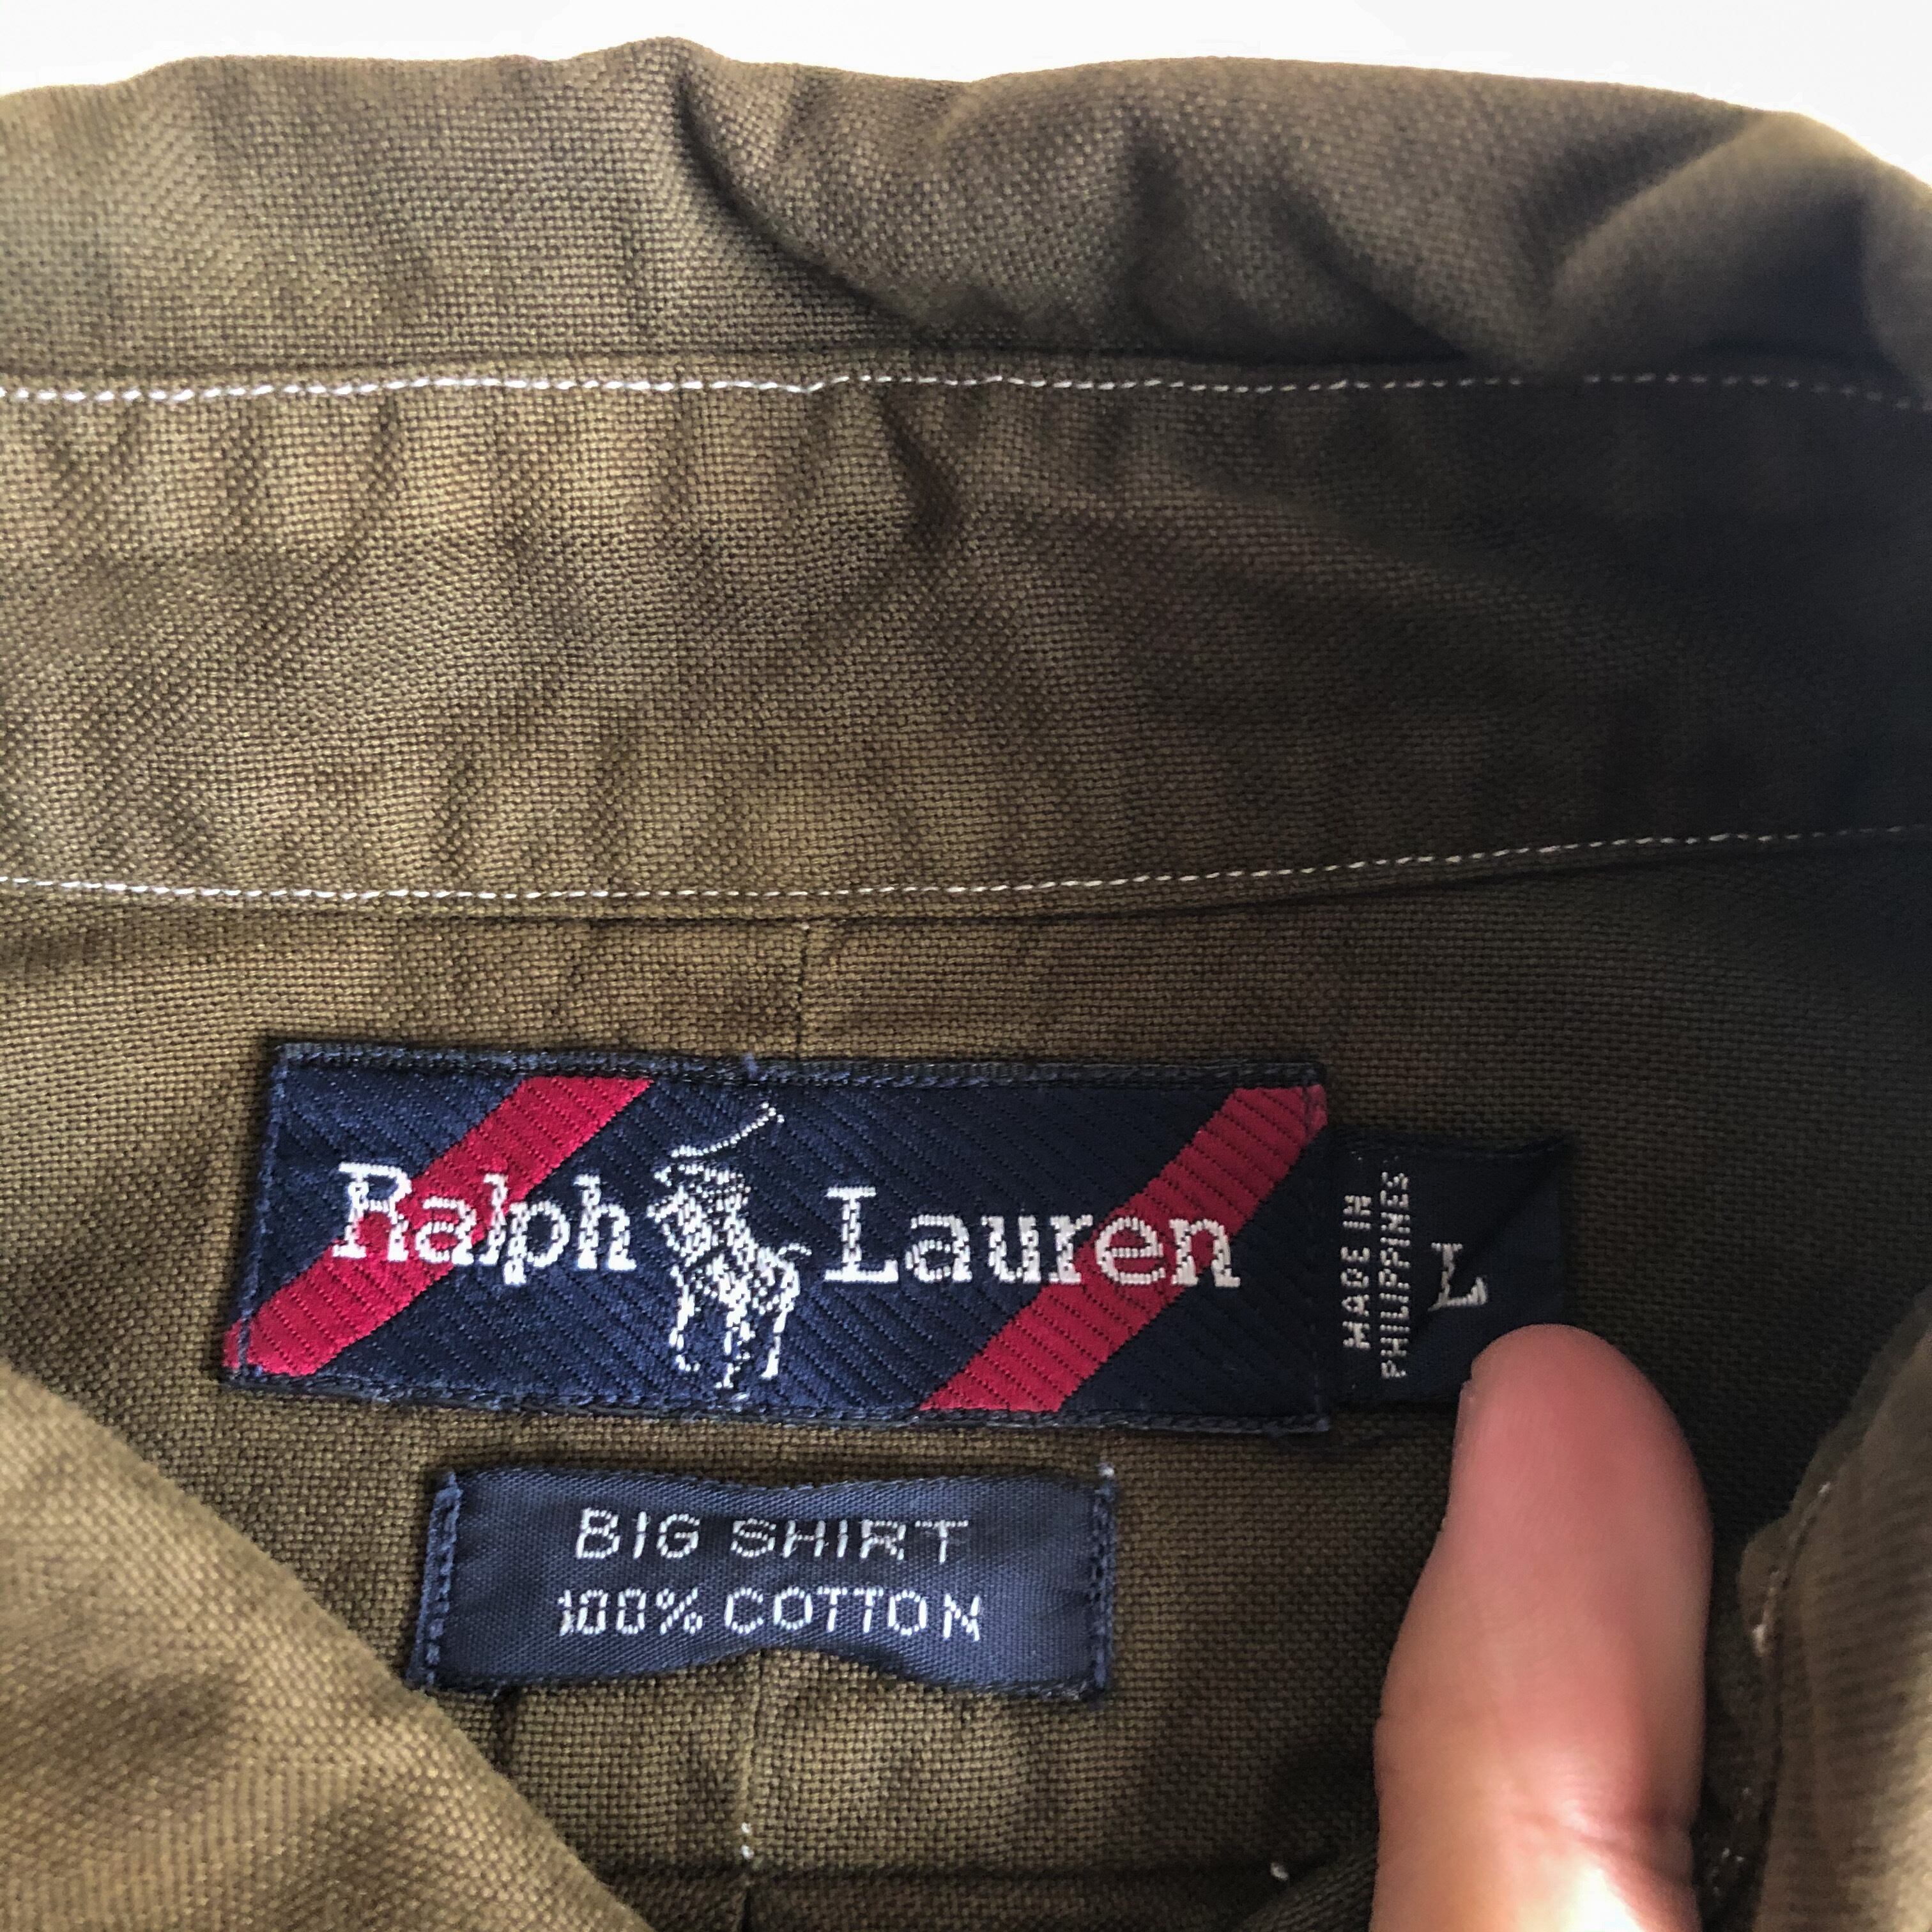 Ralph Lauren
MADE IN
PHILIPPINES
L
BIG SHIRT
100% COTTON